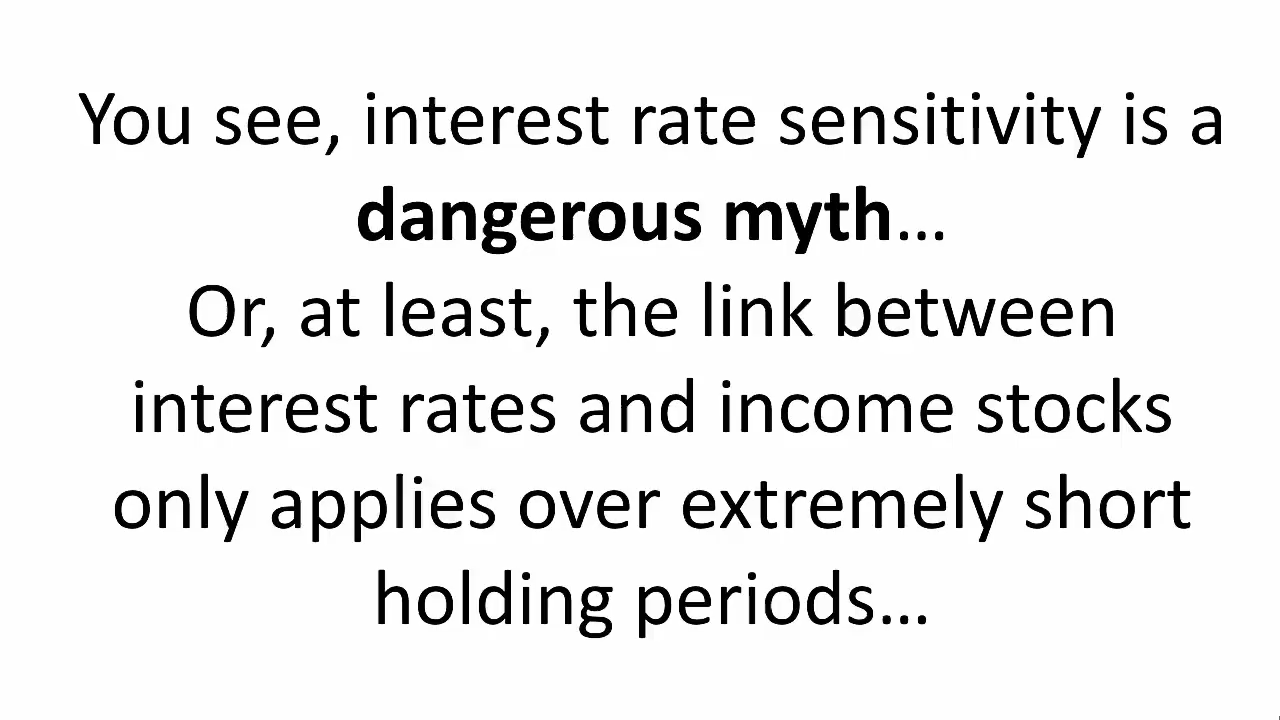 You see, interest rate sensitivity is a
dangerous myth...
Or, at least, the link between
interest rates and income stocks
only applies over extremely short
holding periods...